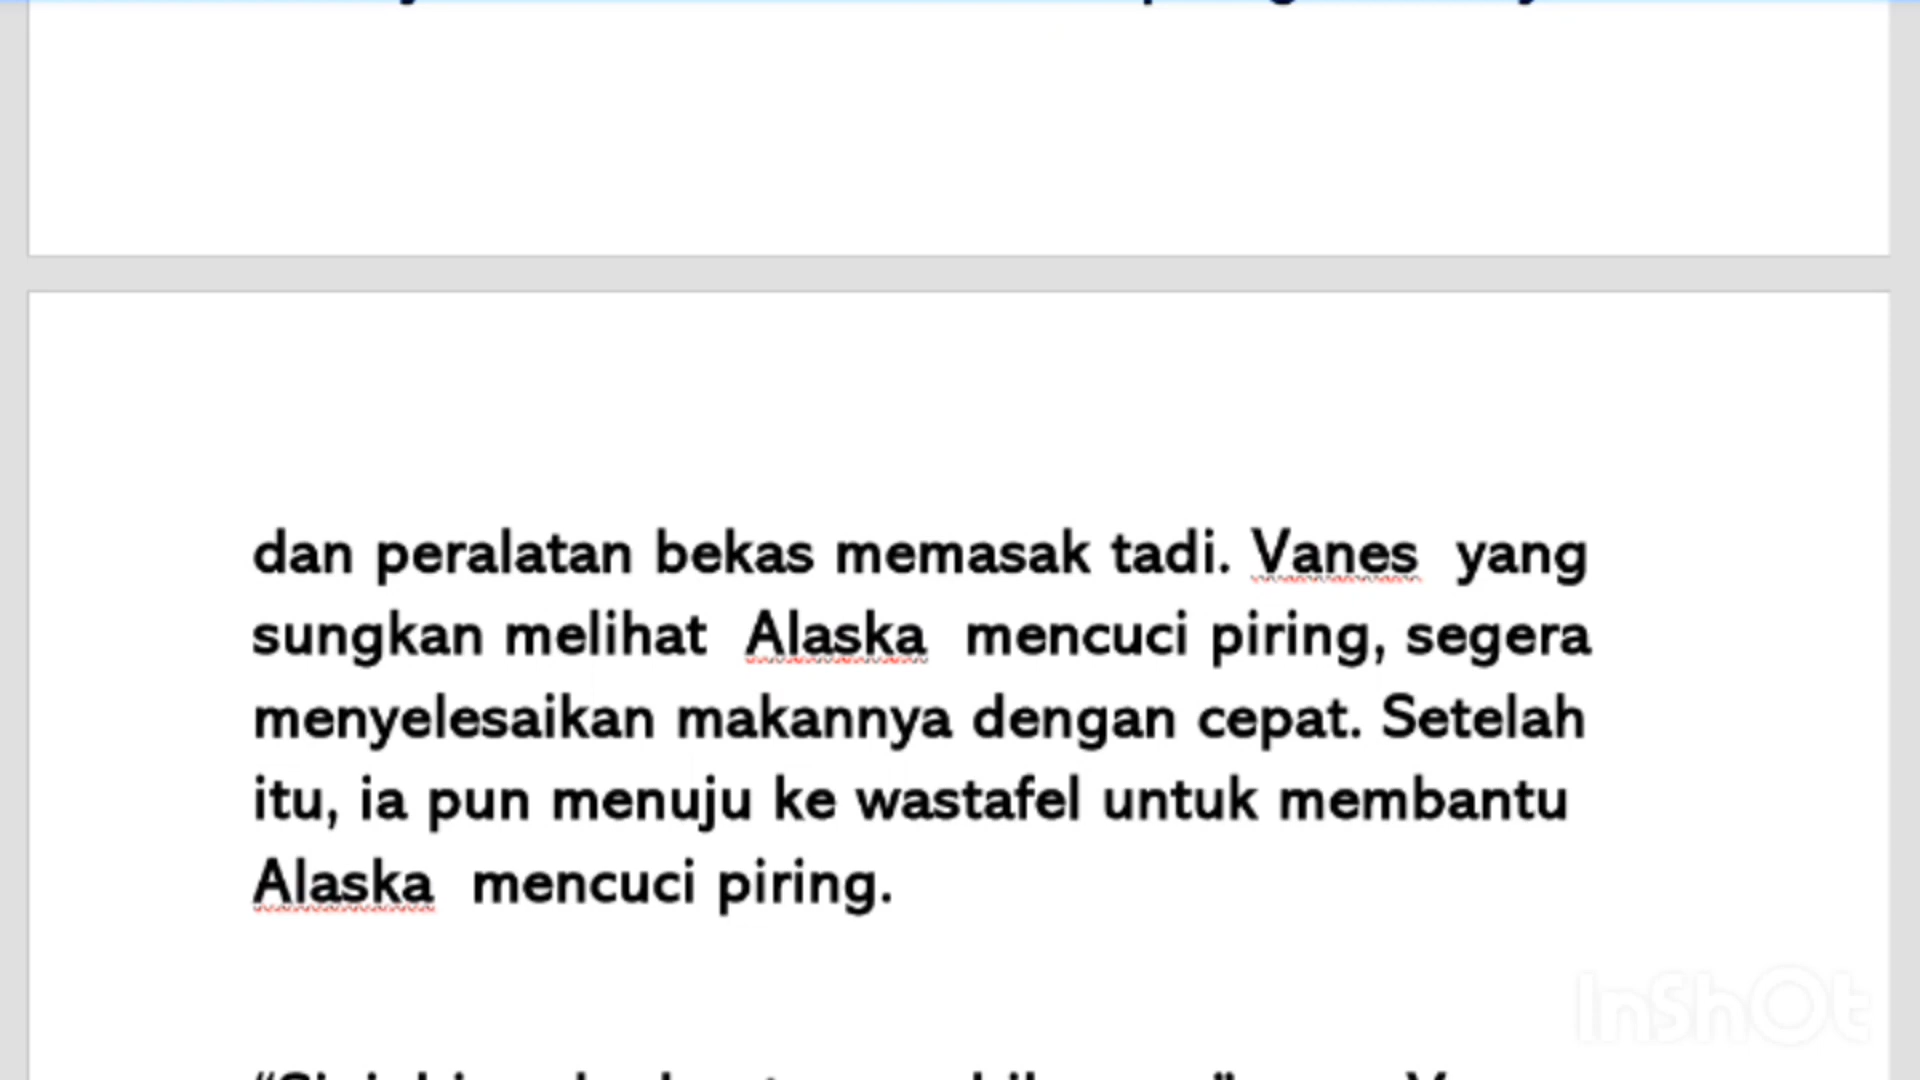 dan peralatan bekas memasak tadi. Vanes yang
sungkan melihat Alaska mencuci piring, segera
menyelesaikan makannya dengan cepat. Setelah
itu, ia pun menuju ke wastafel untuk membantu
Alaska mencuci piring.
InShOt